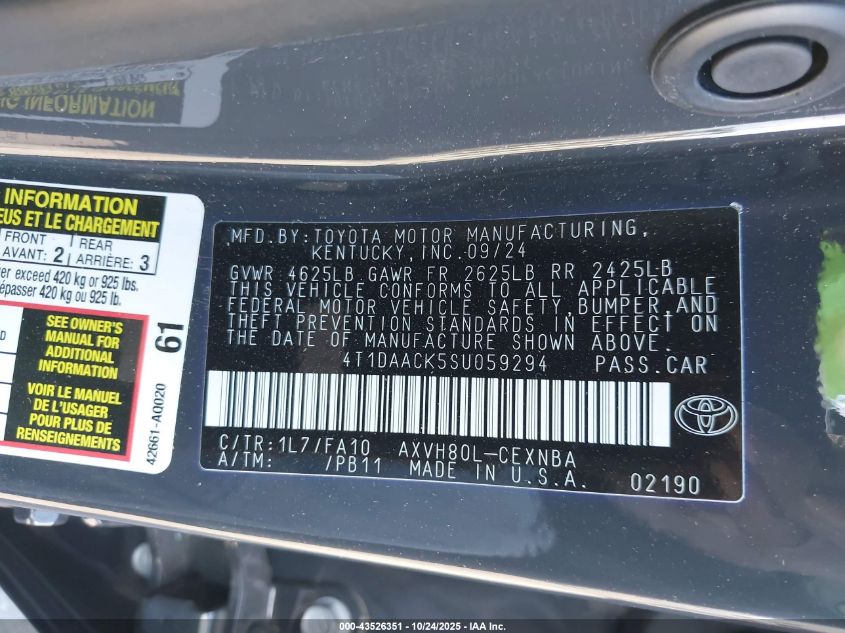 INFORMATION
EUS ET LE CHARGEMENT
FRONT
AVANT: 2
REAR
ARRIÈRE: 3
er exceed 420 kg or 925 lbs.
dépasser 420 kg ou 925 lb.
SEE OWNER'S
MANUAL FOR
ADDITIONAL
INFORMATION
VOIR LE MANUEL
DE L'USAGER
POUR PLUS DE
RENSEIGNEMENTS
61
42661-A0020
MFD.BY:TOYOTA MOTOR MANUFACTURING,
KENTUCKY, INC.09/24
GVWR 4625LB GAWR FR 2625LB RR 2425LB
THIS VEHICLE CONFORMS TO ALL APPLICABLE
FEDERAL MOTOR VEHICLE SAFETY,BUMPER,AND
THEFT PREVENTION STANDARDS IN EFFECT ON
THE DATE OF MANUFACTURE SHOWN ABOVE.
4T1DAACK5SU059294 PASS.CAR
C/TR:1L7/FA10 AXVH80L-CEXNBA
A/TM: /PB11 MADE IN U.S.A.
02190
000-43526351 - 10/24/2025 - IAA Inc.